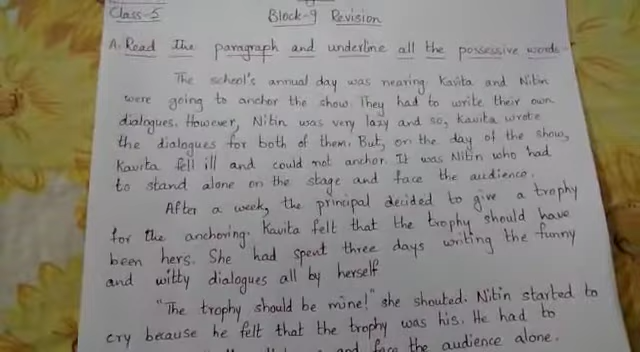 Class-5
Block-9 Revision
A. Read the paragraph and underline all the possessive words-
The school's annual day was nearing. Kavita and Nitin
were going to anchor the show. They had to write their own
dialogues. However, Nitin was very lazy and so, Kavita wrote
the dialogues for both of them. But, on the day of the show,
Kavita fell ill and could not anchor. It was Nitin who had
to stand alone on the stage and face the audience.
After a week, the principal decided to give a trophy
for the anchoring. Kavita felt that the trophy should have
been hers. She had spent three days writing the funny
and witty dialogues all by herself
"The trophy should be mine!" she shouted. Nitin started to
cry because he felt that the trophy was his. He had to
and face the audience alone.